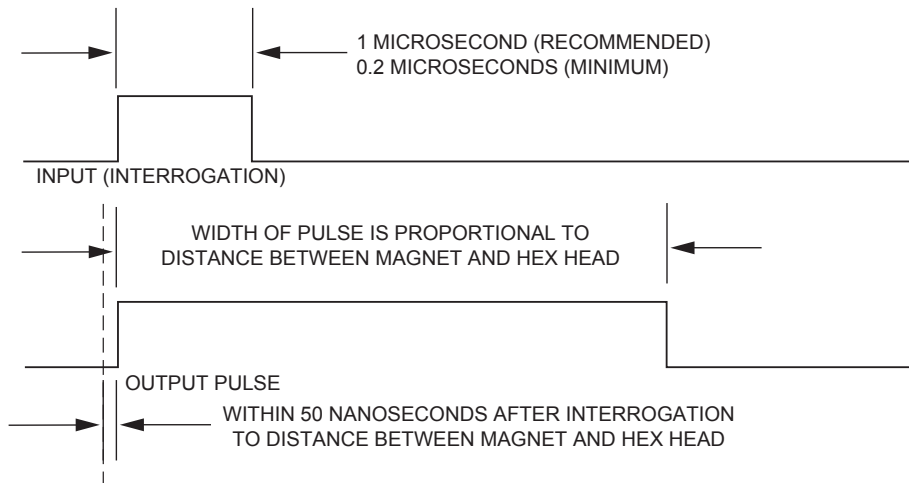 1 MICROSECOND (RECOMMENDED)
0.2 MICROSECONDS (MINIMUM)
INPUT (INTERROGATION)
WIDTH OF PULSE IS PROPORTIONAL TO
DISTANCE BETWEEN MAGNET AND HEX HEAD
OUTPUT PULSE
WITHIN 50 NANOSECONDS AFTER INTERROGATION
TO DISTANCE BETWEEN MAGNET AND HEX HEAD